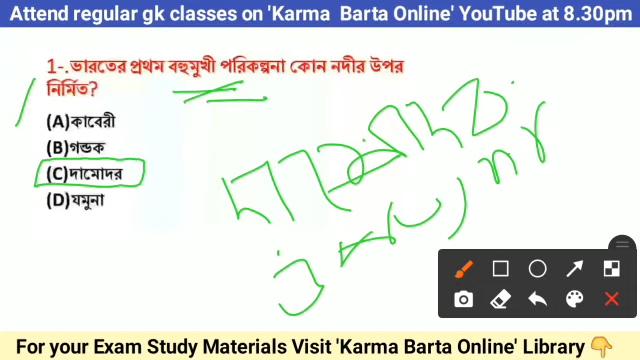 Attend regular gk classes on 'Karma Barta Online' YouTube at 8.30pm
1-.ভারতের প্রথম বহুমুখী পরিকল্পনা কোন নদীর উপর
নির্মিত?
(A)কাবেরী
(B)গন্ডক
(C)দামোদর
(D)যমুনা
For your Exam Study Materials Visit 'Karma Barta Online' Library 👇